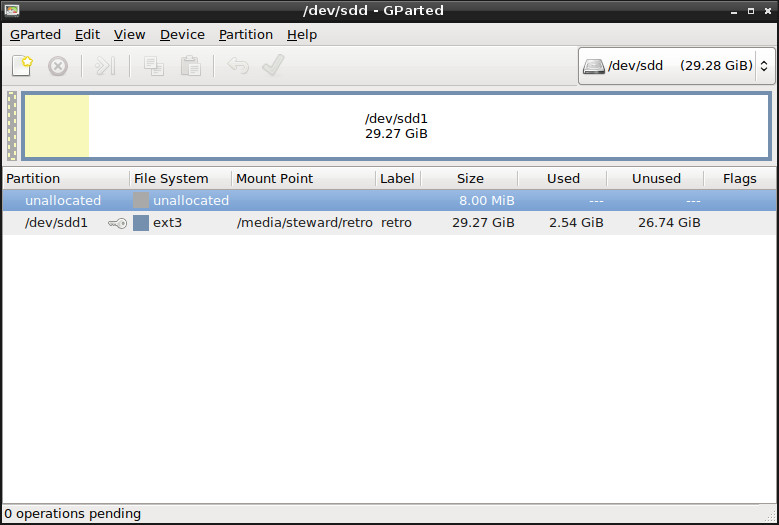 /dev/sdd - GParted
GParted Edit View Device Partition Help
/dev/sdd (29.28 GiB)
/dev/sdd1
29.27 GiB
Partition File System Mount Point Label Size Used Unused Flags
unallocated unallocated 8.00 MiB --- ---
/dev/sdd1 ext3 /media/steward/retro retro 29.27 GiB 2.54 GiB 26.74 GiB
0 operations pending